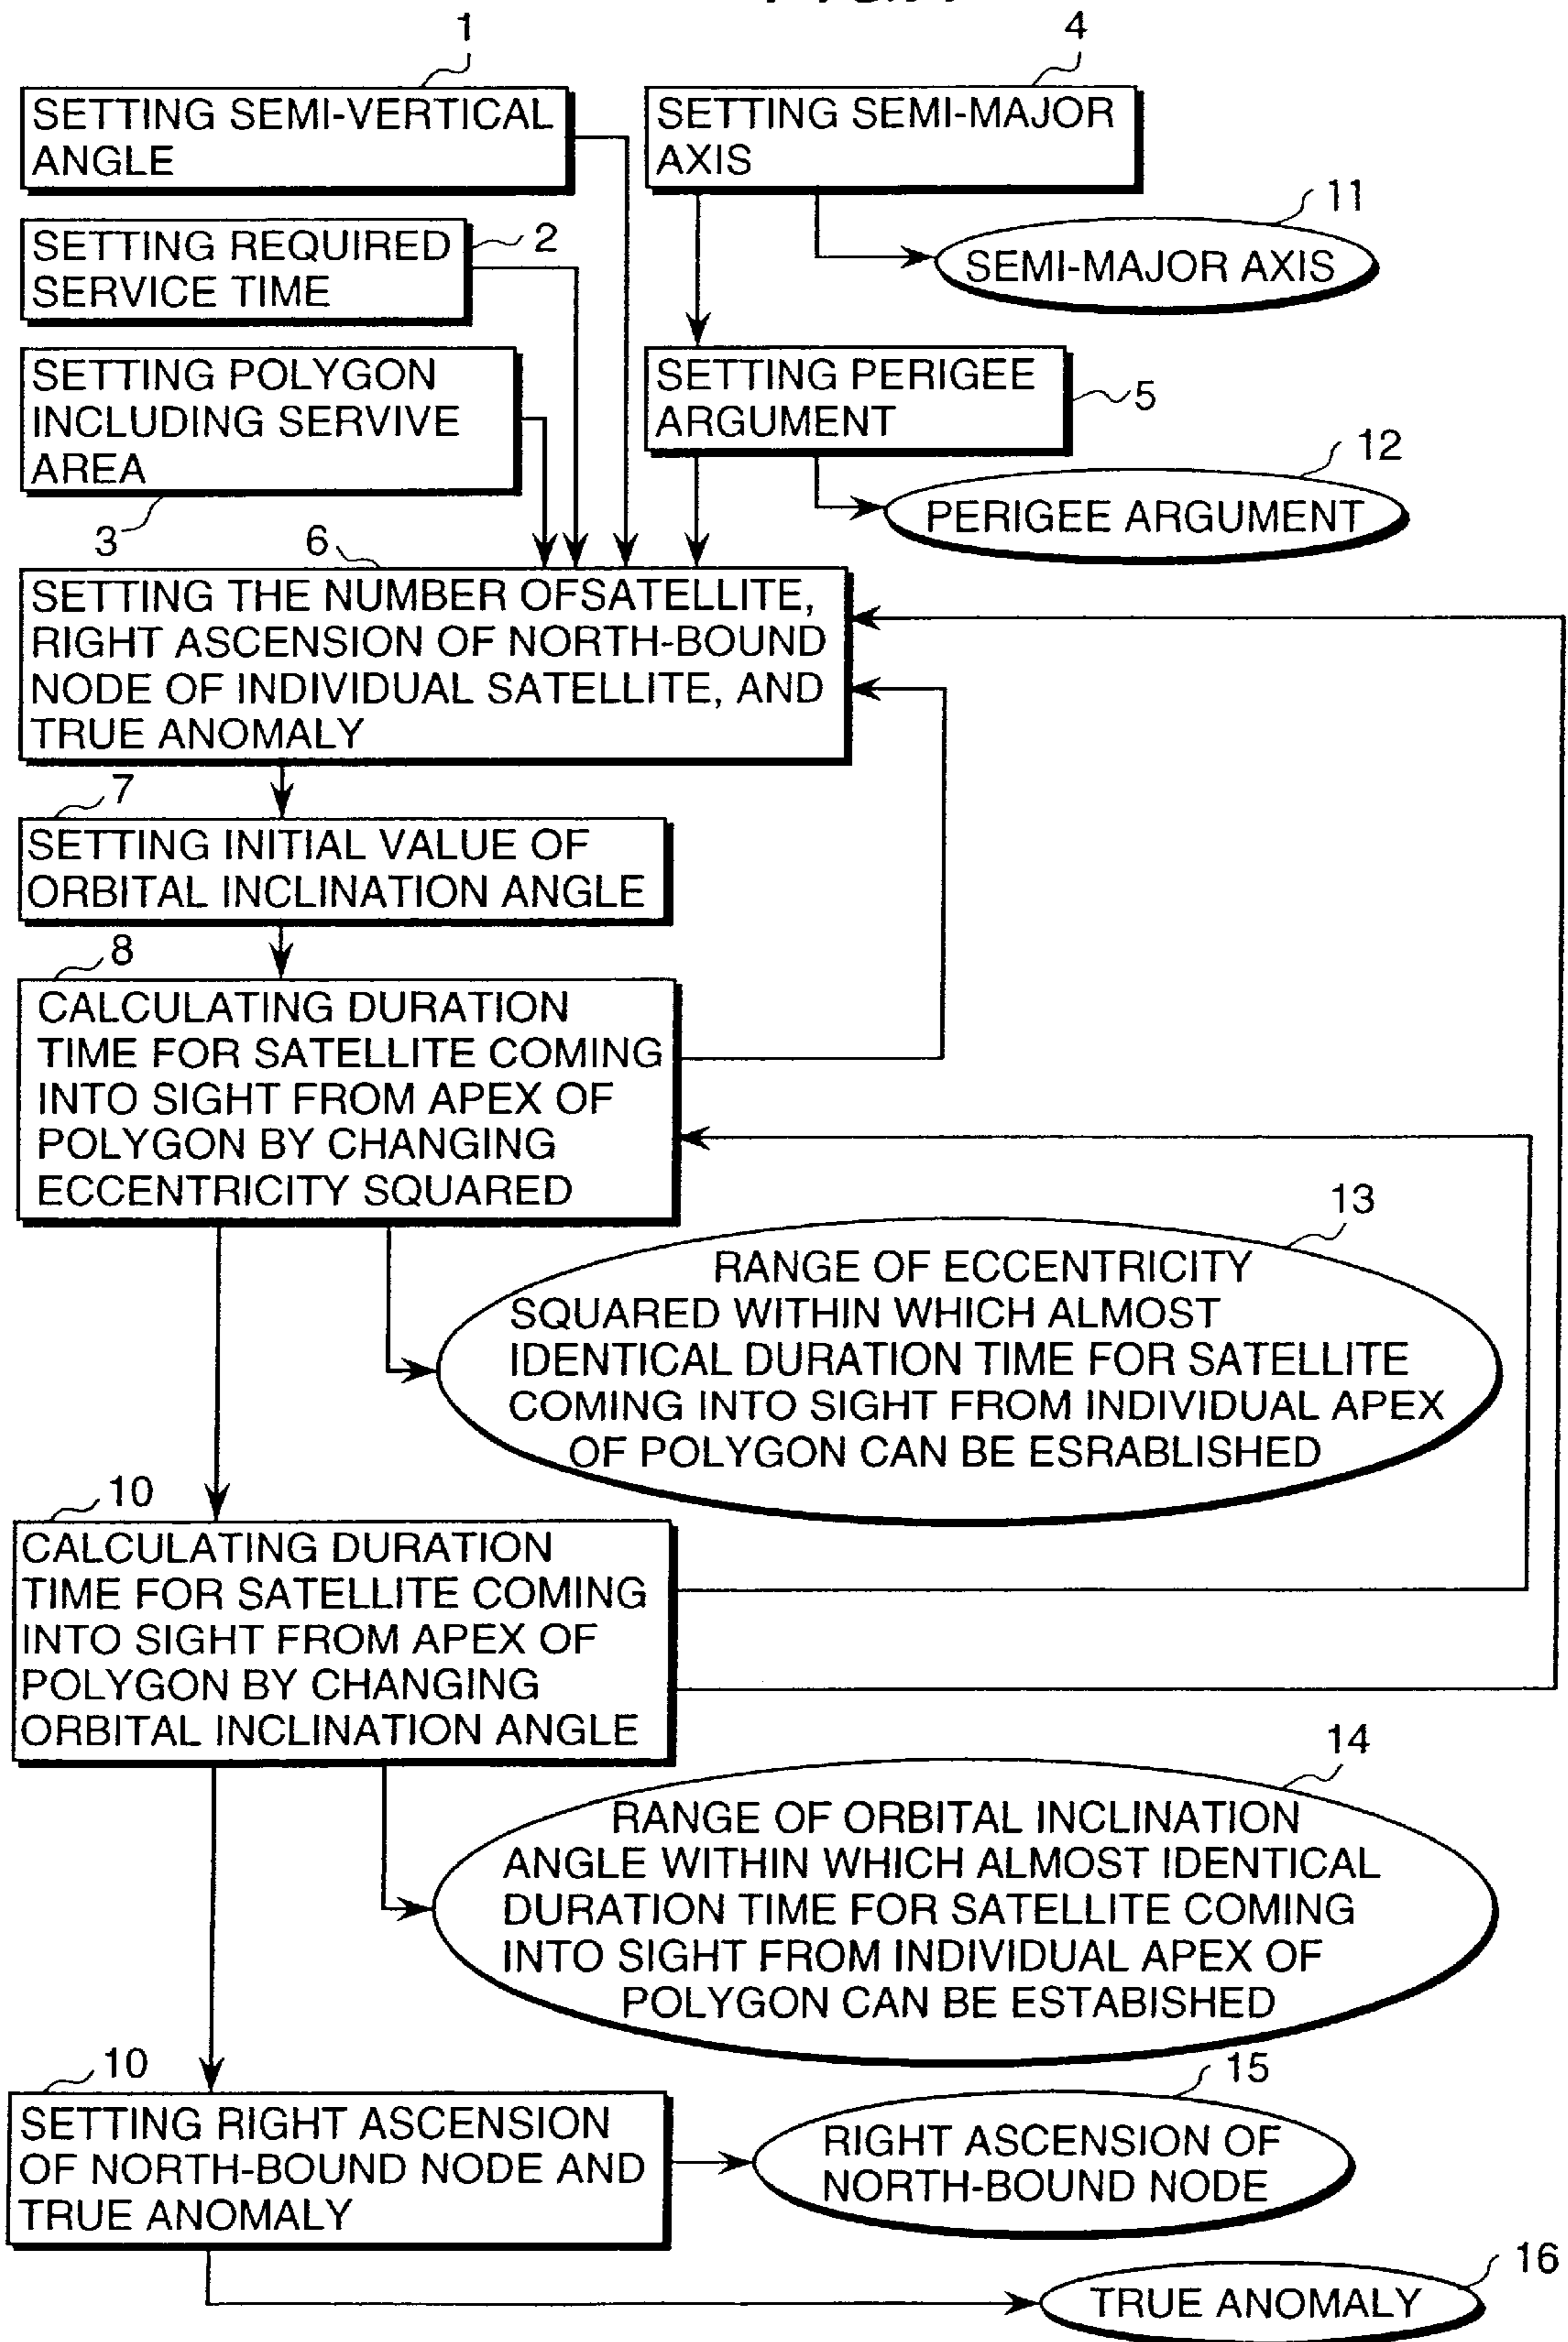 1
4
SETTING SEMI-VERTICAL
ANGLE
SETTING SEMI-MAJOR
AXIS
11
SEMI-MAJOR AXIS
SETTING REQUIRED
SERVICE TIME
2
SETTING POLYGON
INCLUDING SERVIVE
AREA
3
SETTING PERIGEE
ARGUMENT
5
12
PERIGEE ARGUMENT
6
SETTING THE NUMBER OFSATELLITE,
RIGHT ASCENSION OF NORTH-BOUND
NODE OF INDIVIDUAL SATELLITE, AND
TRUE ANOMALY
7
SETTING INITIAL VALUE OF
ORBITAL INCLINATION ANGLE
8
CALCULATING DURATION
TIME FOR SATELLITE COMING
INTO SIGHT FROM APEX OF
POLYGON BY CHANGING
ECCENTRICITY SQUARED
13
RANGE OF ECCENTRICITY
SQUARED WITHIN WHICH ALMOST
IDENTICAL DURATION TIME FOR SATELLITE
COMING INTO SIGHT FROM INDIVIDUAL APEX
OF POLYGON CAN BE ESRABLISHED
10
CALCULATING DURATION
TIME FOR SATELLITE COMING
INTO SIGHT FROM APEX OF
POLYGON BY CHANGING
ORBITAL INCLINATION ANGLE
14
RANGE OF ORBITAL INCLINATION
ANGLE WITHIN WHICH ALMOST IDENTICAL
DURATION TIME FOR SATELLITE COMING
INTO SIGHT FROM INDIVIDUAL APEX OF
POLYGON CAN BE ESTABISHED
10
SETTING RIGHT ASCENSION
OF NORTH-BOUND NODE AND
TRUE ANOMALY
15
RIGHT ASCENSION OF
NORTH-BOUND NODE
16
TRUE ANOMALY